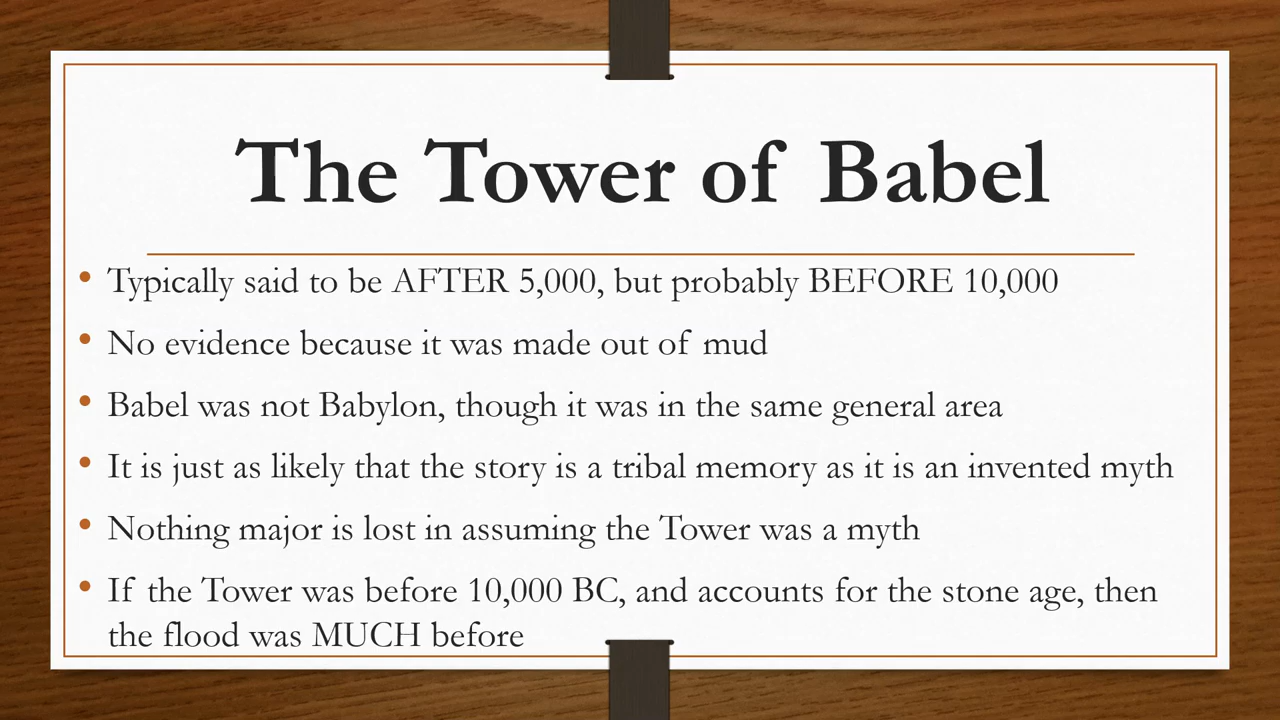 The Tower of Babel
• Typically said to be AFTER 5,000, but probably BEFORE 10,000
• No evidence because it was made out of mud
• Babel was not Babylon, though it was in the same general area
• It is just as likely that the story is a tribal memory as it is an invented myth
• Nothing major is lost in assuming the Tower was a myth
• If the Tower was before 10,000 BC, and accounts for the stone age, then
the flood was MUCH before